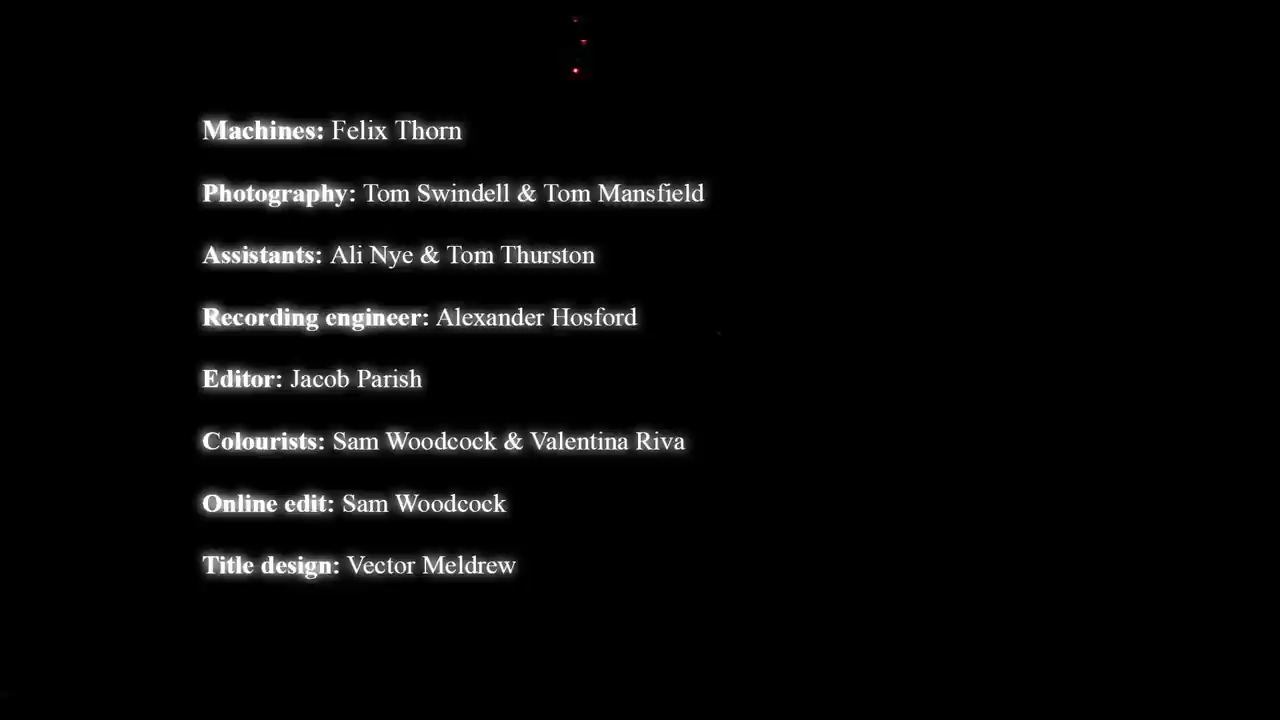 Machines: Felix Thorn
Photography: Tom Swindell & Tom Mansfield
Assistants: Ali Nye & Tom Thurston
Recording engineer: Alexander Hosford
Editor: Jacob Parish
Colourists: Sam Woodcock & Valentina Riva
Online edit: Sam Woodcock
Title design: Vector Meldrew